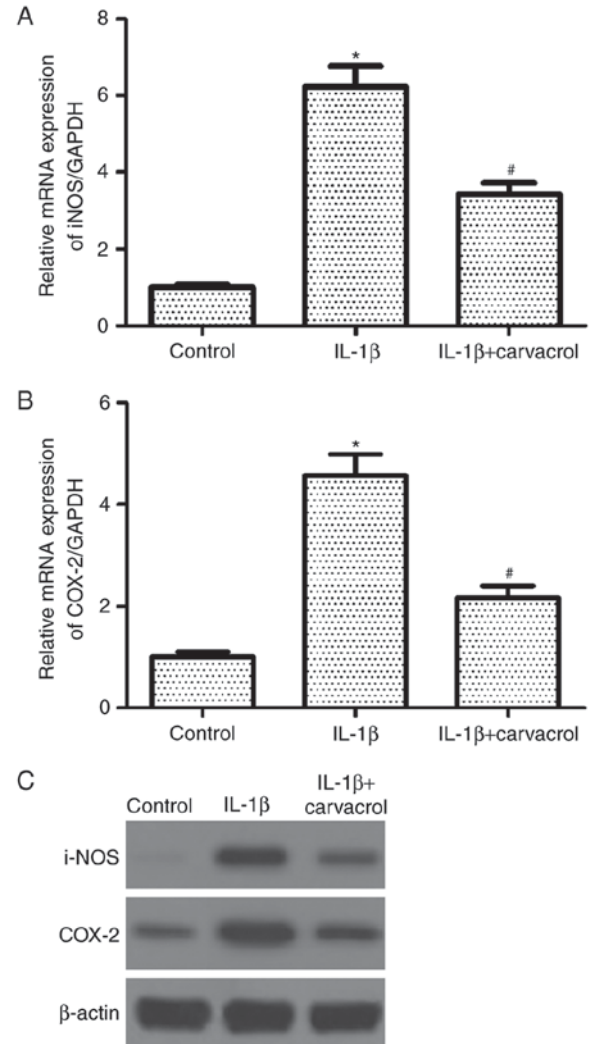 A
Relative mRNA expression
of iNOS/GAPDH
8
6
4
2
0
*
#
Control
IL-1β
IL-1β+carvacrol
B
Relative mRNA expression
of COX-2/GAPDH
6
4
2
0
*
#
Control
IL-1β
IL-1β+carvacrol
C
Control
IL-1β
IL-1β+
carvacrol
i-NOS
COX-2
β-actin